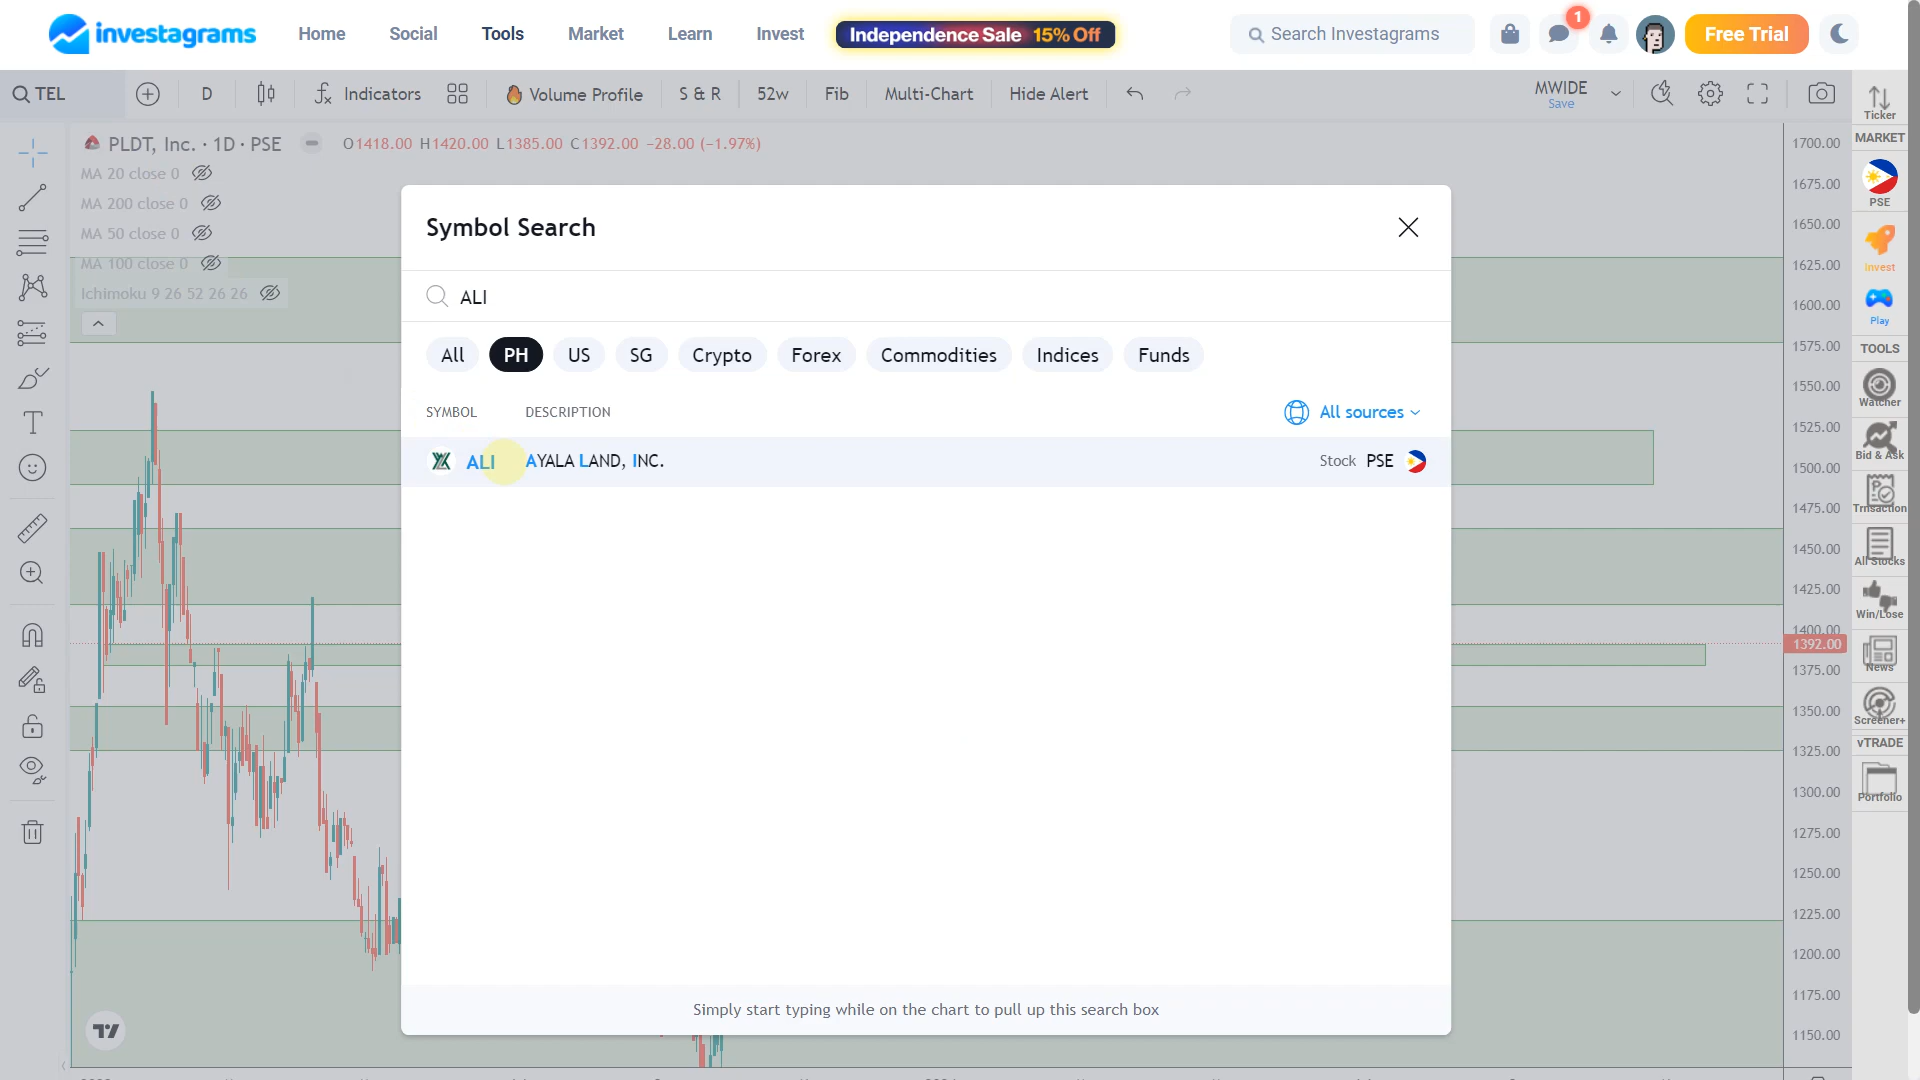 investagrams Home Social Tools Market Learn Invest Independence Sale 15% Off Search Investagrams 1 Free Trial
TEL D Indicators Volume Profile S & R 52w Fib Multi-Chart Hide Alert MWIDE
Save
PLDT, Inc. · 1D · PSE O1418.00 H1420.00 L1385.00 C1392.00 −28.00 (−1.97%)
MA 20 close 0
MA 200 close 0
MA 50 close 0
MA 100 close 0
Ichimoku 9 26 52 26 26
Symbol Search
ALI
All PH US SG Crypto Forex Commodities Indices Funds
SYMBOL DESCRIPTION All sources
ALI AYALA LAND, INC. Stock PSE
Simply start typing while on the chart to pull up this search box
1700.00
1675.00
1650.00
1625.00
1600.00
1575.00
1550.00
1525.00
1500.00
1475.00
1450.00
1425.00
1400.00
1392.00
1375.00
1350.00
1325.00
1300.00
1275.00
1250.00
1225.00
1200.00
1175.00
1150.00
Ticker
MARKET
PSE
Invest
Play
TOOLS
Watcher
Bid & Ask
Trnsaction
All Stocks
Win/Lose
News
Screener+
vTRADE
Portfolio